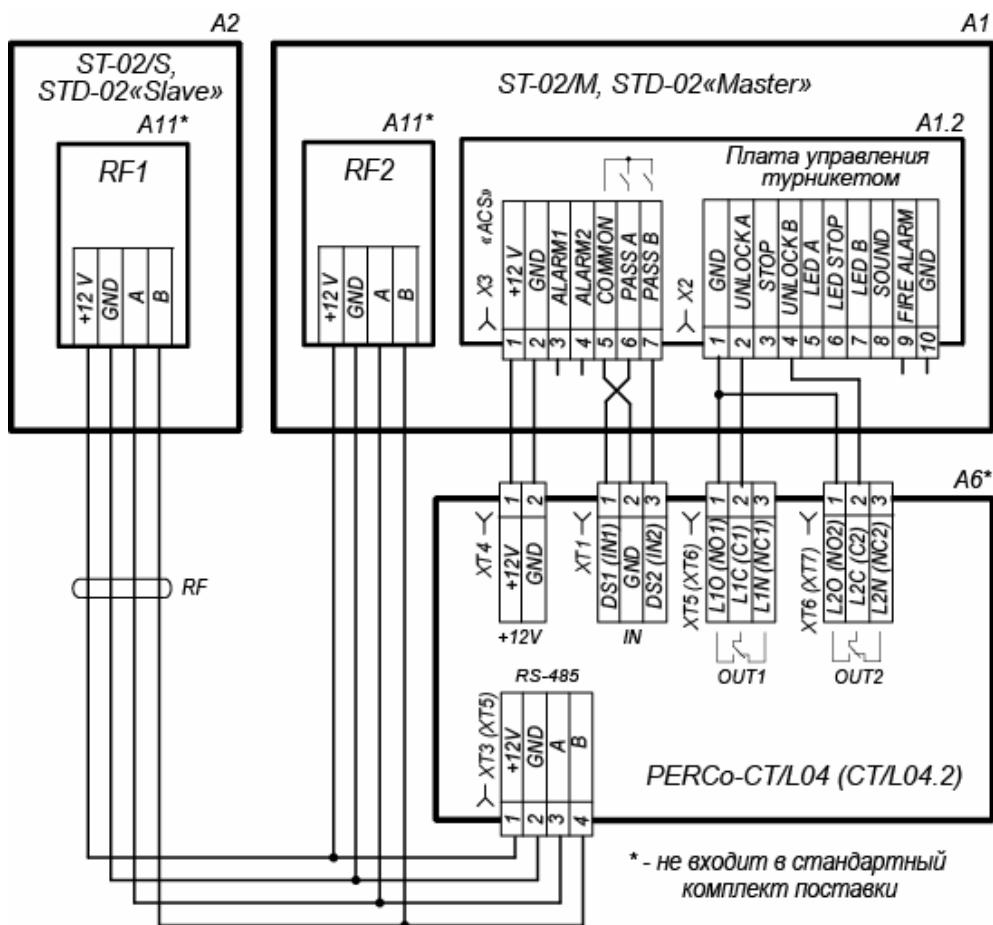 A2
A1
ST-02/S,
STD-02«Slave»
ST-02/M, STD-02«Master»
A11*
A11*
A1.2
RF1
RF2
Плата управления
турникетом
+12 V
GND
A
B
+12 V
GND
A
B
X3 «ACS»
+12 V
GND
ALARM1
ALARM2
COMMON
PASS A
PASS B
1
2
3
4
5
6
7
X2
GND
UNLOCK A
STOP
UNLOCK B
LED A
LED STOP
LED B
SOUND
FIRE ALARM
GND
1
2
3
4
5
6
7
8
9
10
A6*
XT4
1
2
+12V
GND
+12V
XT1
1
2
3
DS1 (IN1)
GND
DS2 (IN2)
IN
XT5 (XT6)
1
2
3
L1O (NO1)
L1C (C1)
L1N (NC1)
OUT1
XT6 (XT7)
1
2
3
L2O (NO2)
L2C (C2)
L2N (NC2)
OUT2
RF
RS-485
XT3 (XT5)
+12V
GND
A
B
1
2
3
4
PERCo-CT/L04 (CT/L04.2)
* - не входит в стандартный
комплект поставки